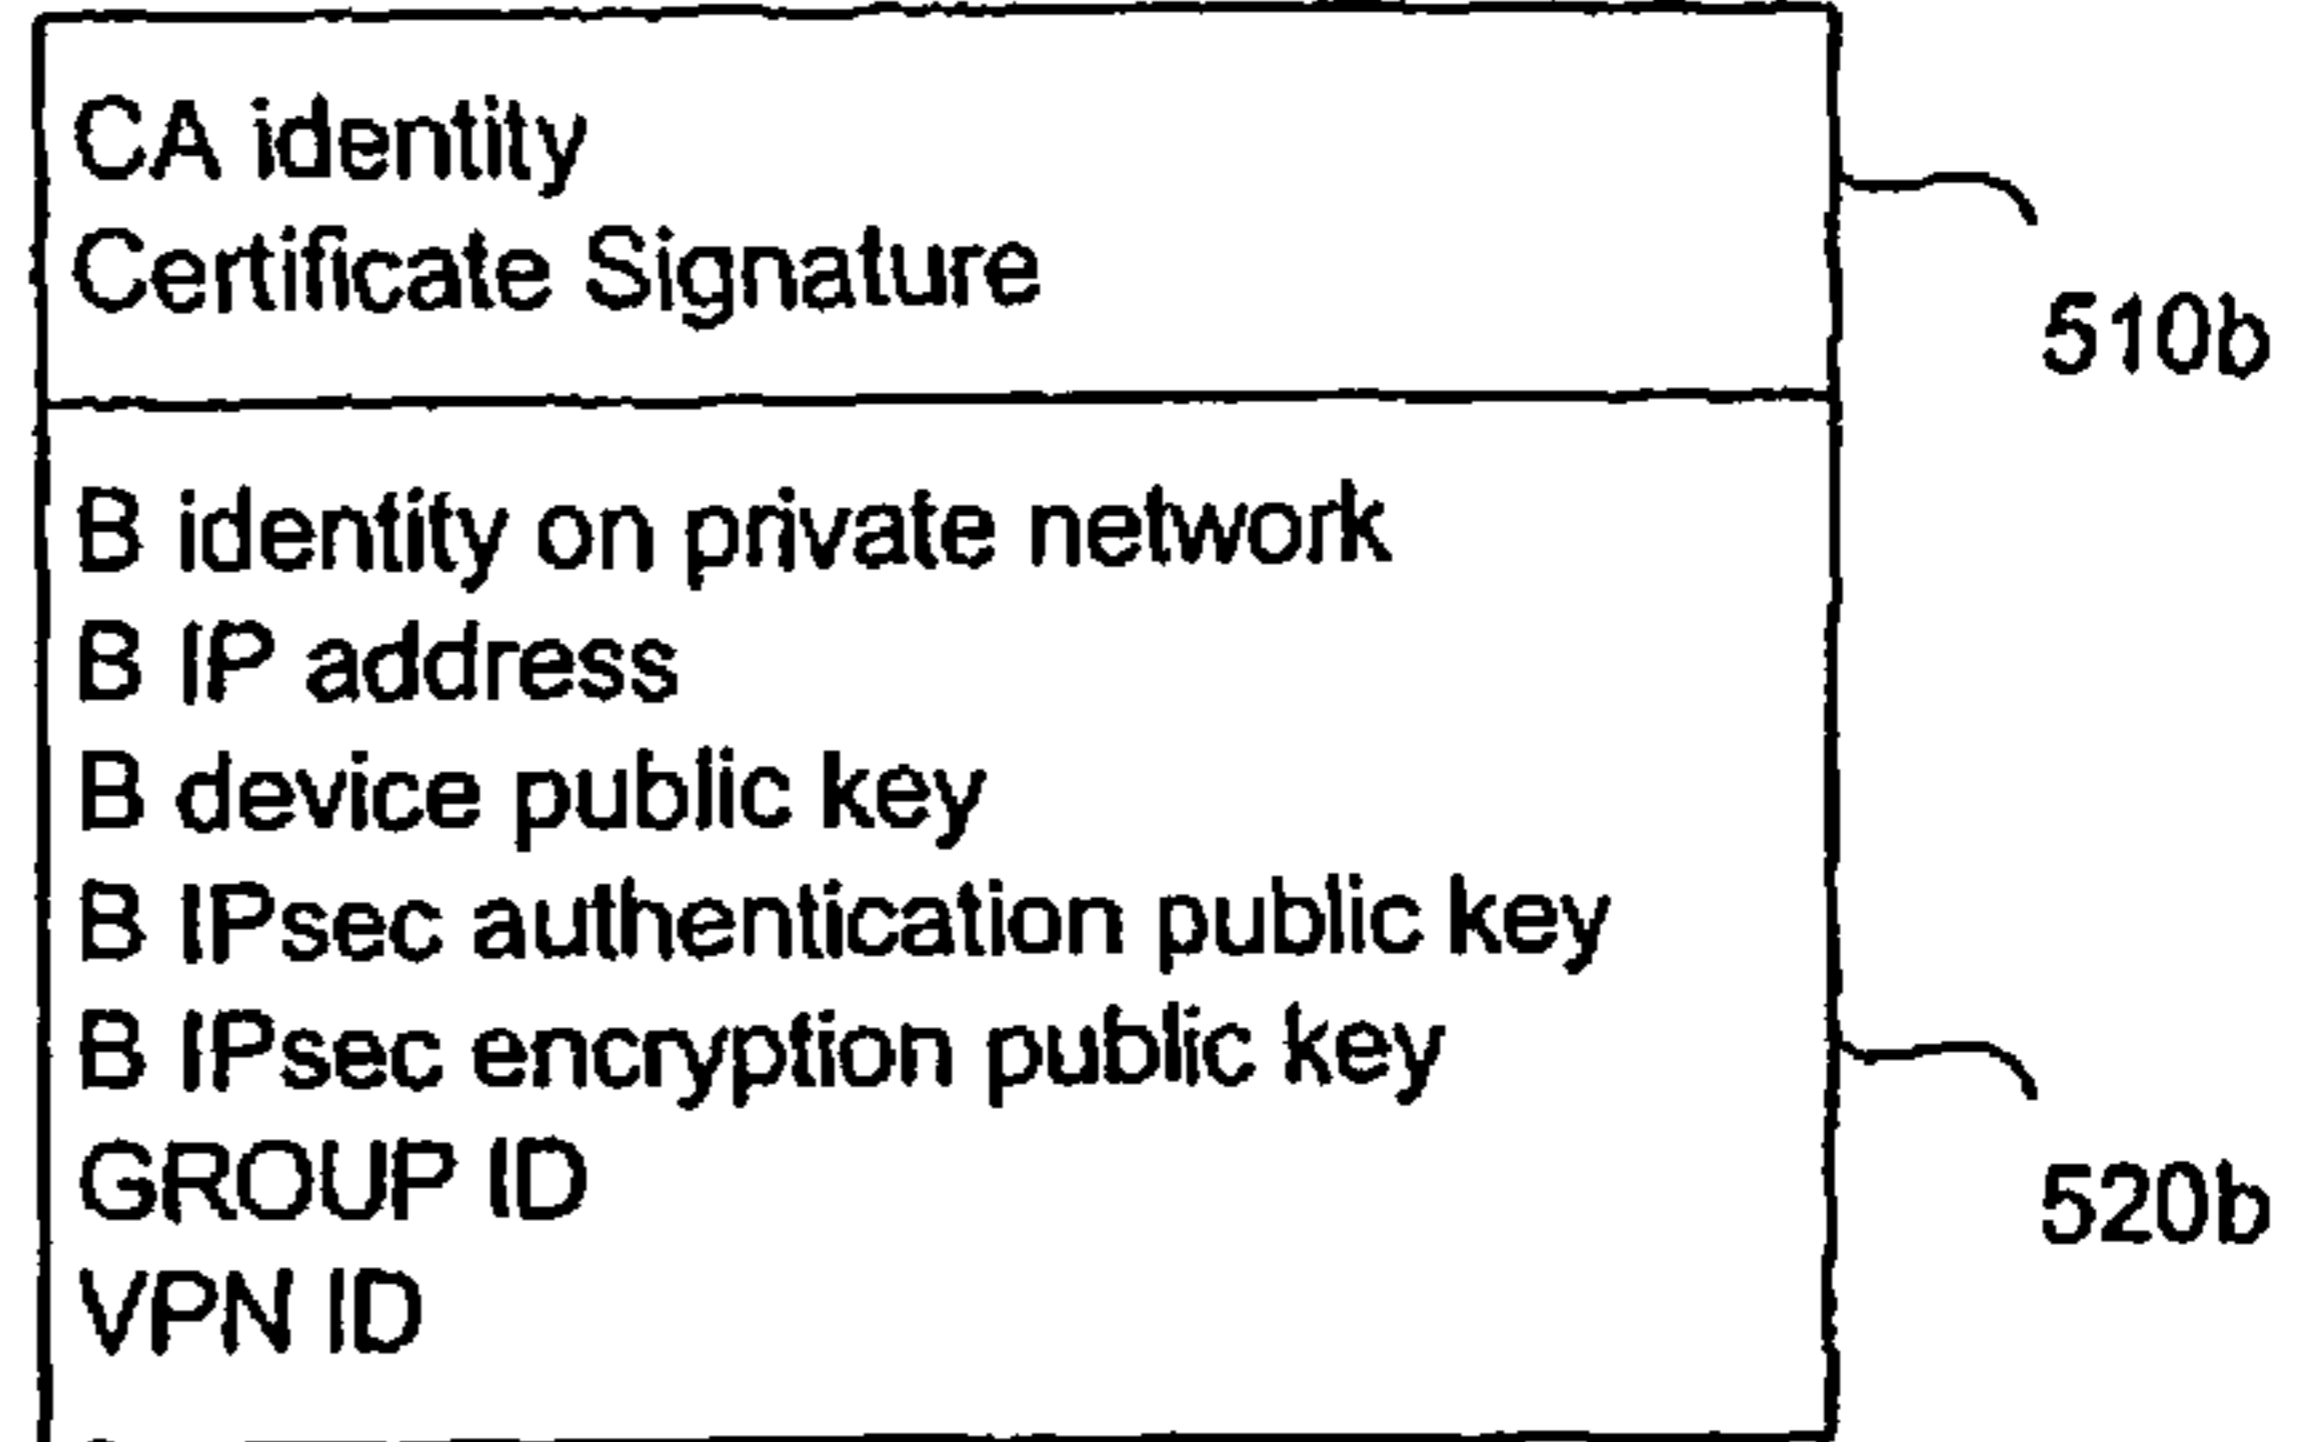 CA identity
Certificate Signature
510b
B identity on private network
B IP address
B device public key
B IPsec authentication public key
B IPsec encryption public key
GROUP ID
VPN ID
520b